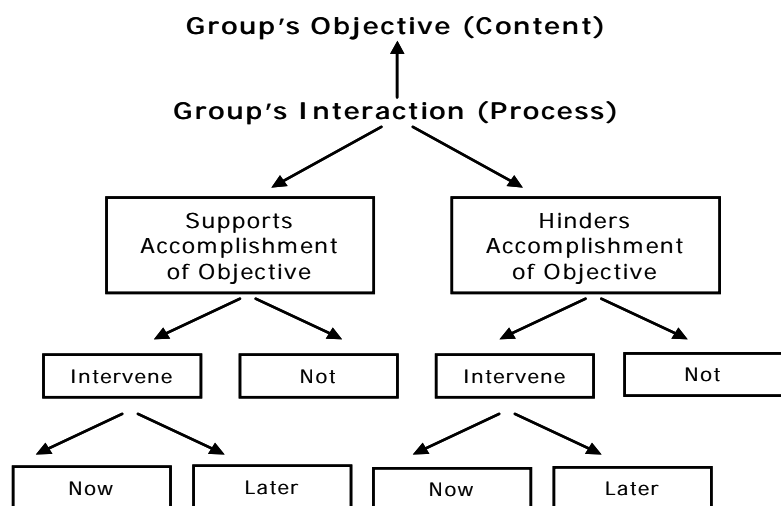 Group's Objective (Content)
Group's Interaction (Process)
Supports
Accomplishment
of Objective
Hinders
Accomplishment
of Objective
Intervene
Not
Intervene
Not
Now
Later
Now
Later